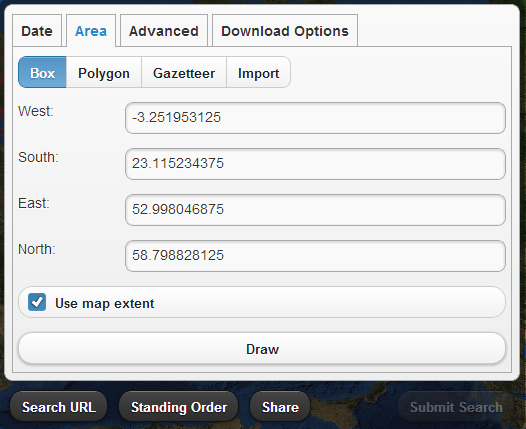 Date Area Advanced Download Options
Box Polygon Gazetteer Import
West: -3.251953125
South: 23.115234375
East: 52.998046875
North: 58.798828125
Use map extent
Draw
Search URL Standing Order Share Submit Search